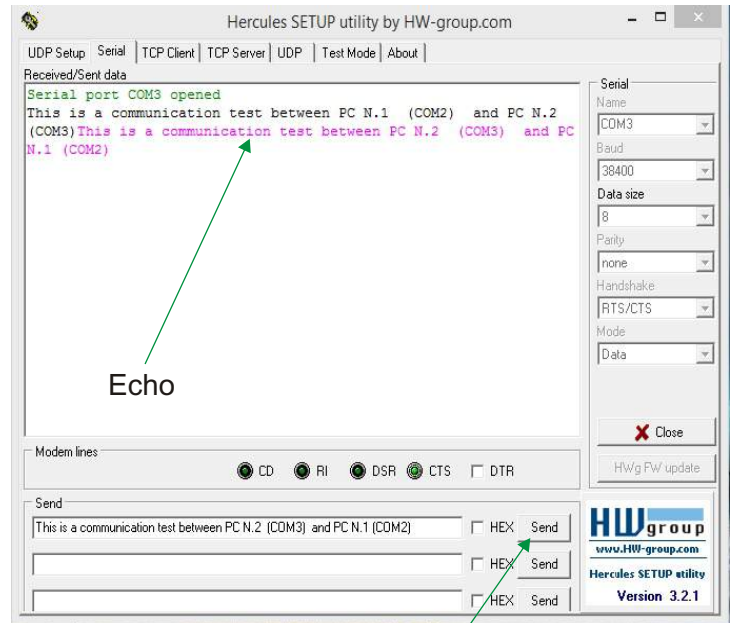 Hercules SETUP utility by HW-group.com
UDP Setup Serial TCP Client TCP Server UDP Test Mode About
Received/Sent data
Serial port COM3 opened
This is a communication test between PC N.1 (COM2) and PC N.2
(COM3)This is a communication test between PC N.2 (COM3) and PC
N.1 (COM2)
Echo
Serial
Name
COM3
Baud
38400
Data size
8
Parity
none
Handshake
RTS/CTS
Mode
Data
Close
HWg FW update
Modem lines
CD RI DSR CTS DTR
Send
This is a communication test between PC N.2 (COM3) and PC N.1 (COM2) HEX Send
HEX Send
HEX Send
HWgroup
www.HW-group.com
Hercules SETUP utility
Version 3.2.1